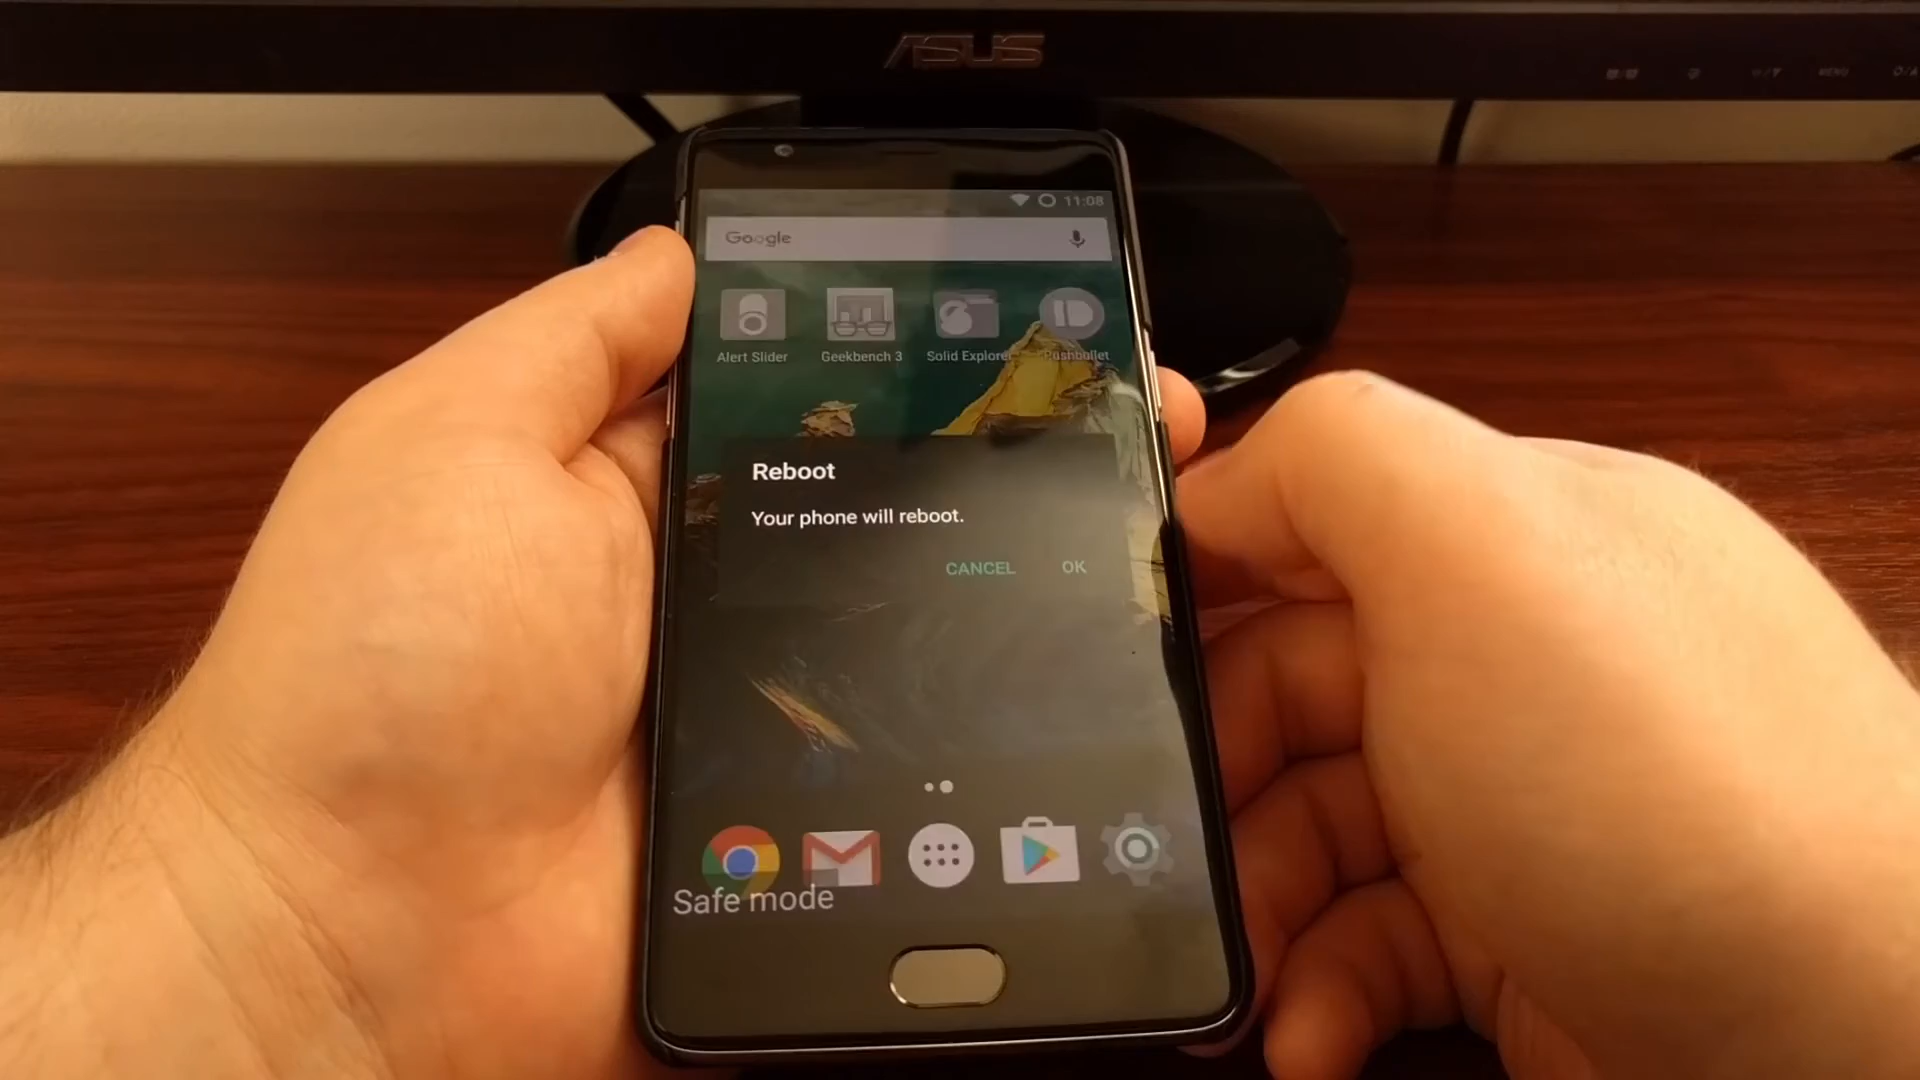 ASUS
MENU
11:08
Google
Alert Slider
Geekbench 3
Solid Explorer
Pushbullet
Reboot
Your phone will reboot.
CANCEL
OK
Safe mode